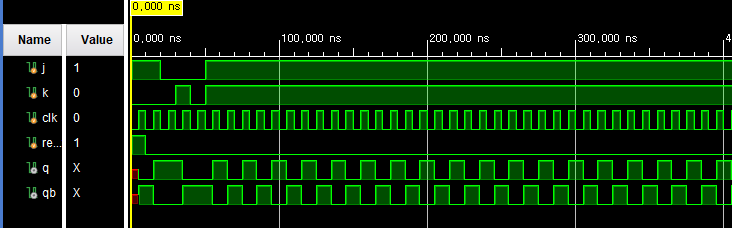 0,000 ns
Name Value 0,000 ns 100,000 ns 200,000 ns 300,000 ns 4
j 1
k 0
clk 0
re... 1
q X
qb X